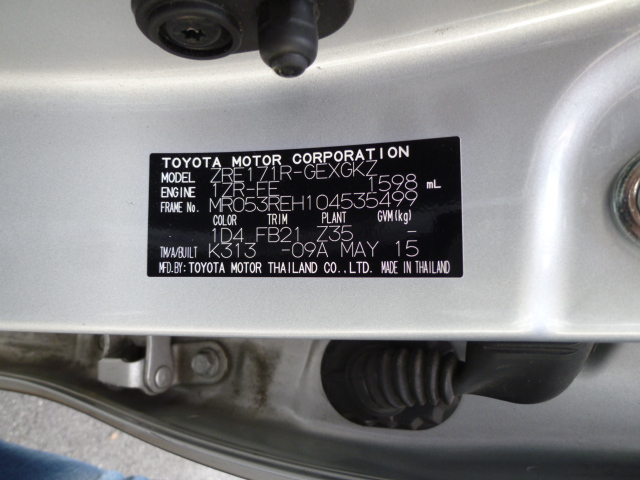 TOYOTA MOTOR CORPORATION
MODEL ZRE171R-GEXGKZ
ENGINE 1ZR-FE 1598 mL
FRAME No. MR053REH104535499
COLOR TRIM PLANT GVM(kg)
1D4 FB21 Z35 -
TM/A/BUILT K313 -09A MAY 15
MFD.BY: TOYOTA MOTOR THAILAND CO.,LTD. MADE IN THAILAND